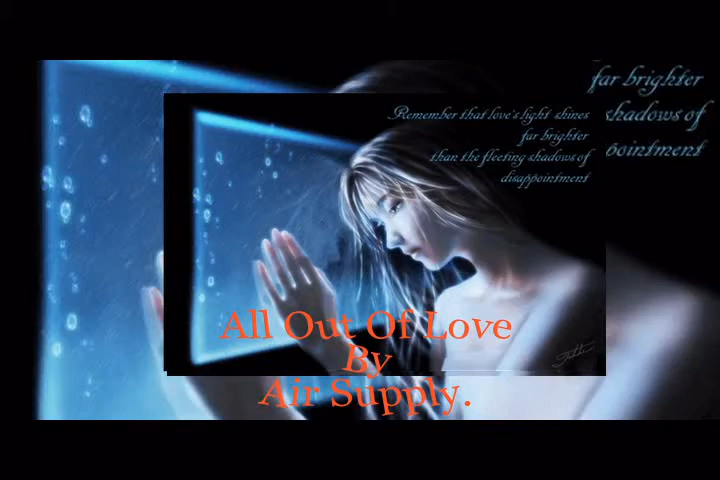 far brighter
shadows of
pointment
Remember that love's light shines
far brighter
than the fleeting shadows of
disappointment
All Out Of Love
By
Air Supply.